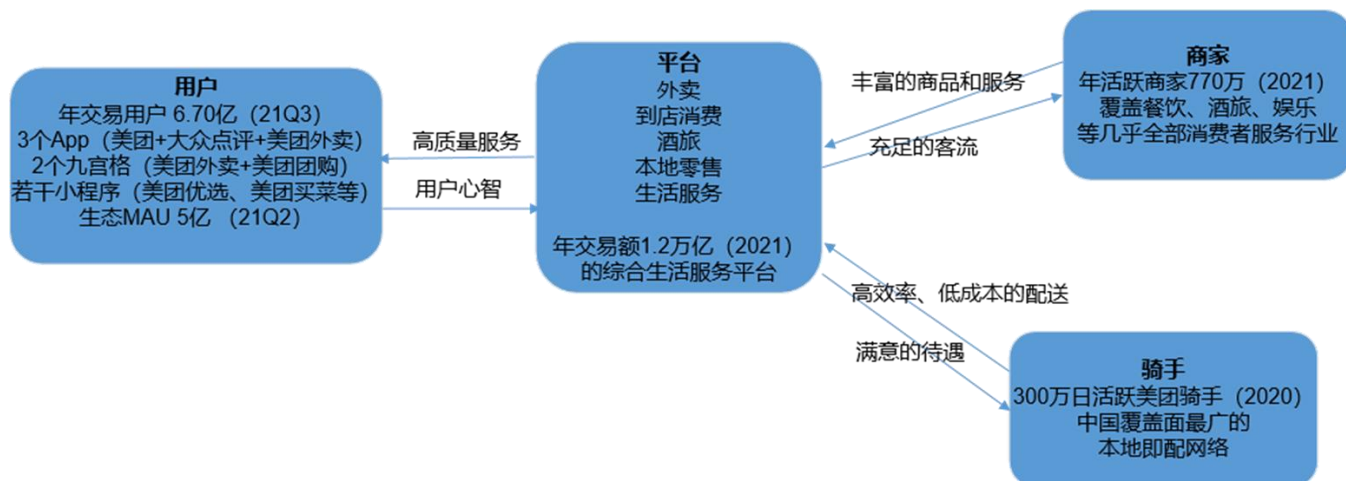 用户
年交易用户 6.70亿（21Q3）
3个App（美团+大众点评+美团外卖）
2个九宫格（美团外卖+美团团购）
若干小程序（美团优选、美团买菜等）
生态MAU 5亿 （21Q2）
高质量服务
用户心智
平台
外卖
到店消费
酒旅
本地零售
生活服务
年交易额1.2万亿（2021）
的综合生活服务平台
丰富的商品和服务
充足的客流
商家
年活跃商家770万（2021）
覆盖餐饮、酒旅、娱乐
等几乎全部消费者服务行业
高效率、低成本的配送
满意的待遇
骑手
300万日活跃美团骑手（2020）
中国覆盖面最广的
本地即配网络